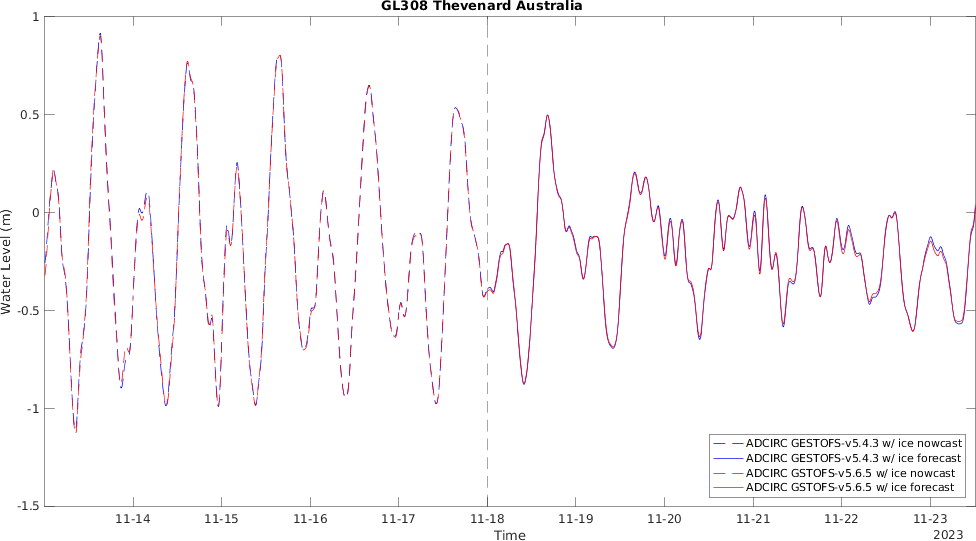 GL308 Thevenard Australia
1
0.5
0
-0.5
-1
-1.5
Water Level (m)
11-14 11-15 11-16 11-17 11-18 11-19 11-20 11-21 11-22 11-23
Time
2023
ADCIRC GESTOFS-v5.4.3 w/ ice nowcast
ADCIRC GESTOFS-v5.4.3 w/ ice forecast
ADCIRC GSTOFS-v5.6.5 w/ ice nowcast
ADCIRC GSTOFS-v5.6.5 w/ ice forecast